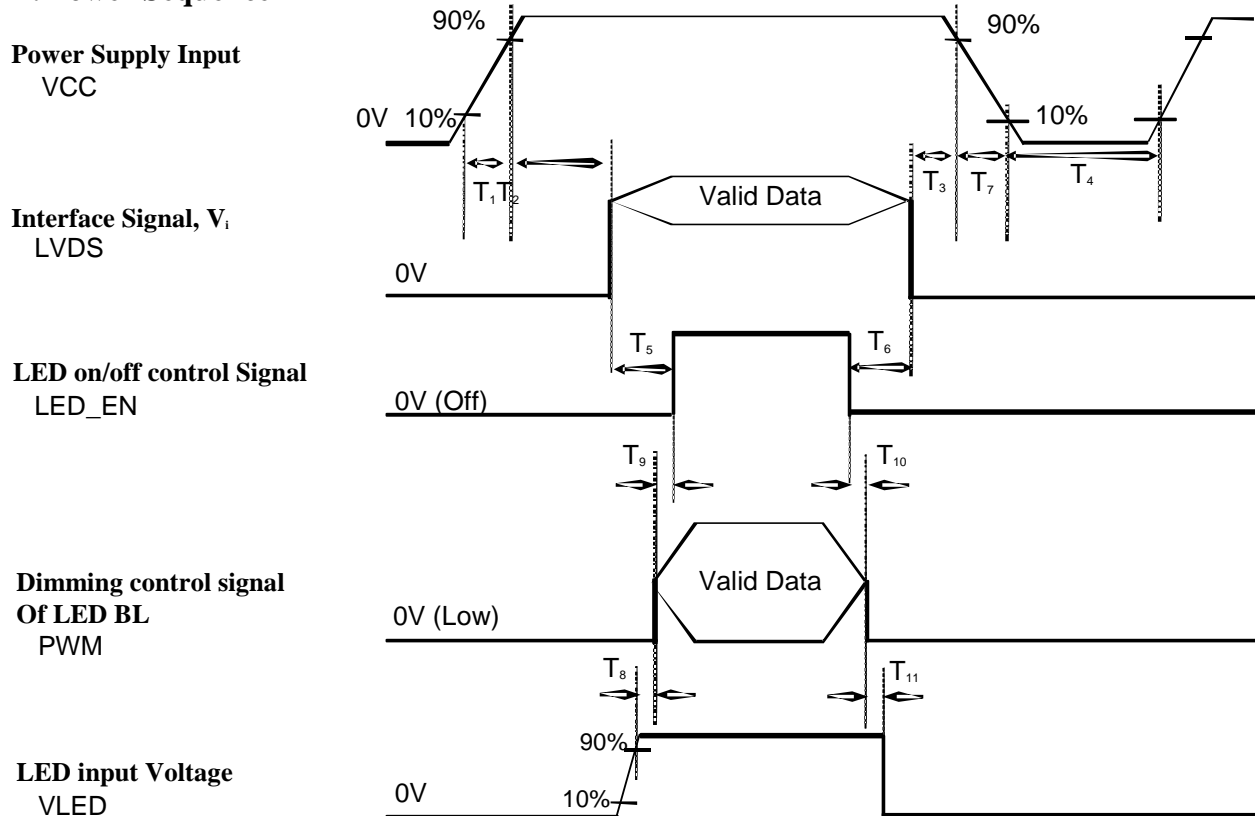 90%
90%
Power Supply Input
VCC
0V 10%
10%
T₁ T₂
T₃
T₇
T₄
Valid Data
Interface Signal, Vᵢ
LVDS
0V
T₅
T₆
LED on/off control Signal
LED_EN
0V (Off)
T₉
T₁₀
Valid Data
Dimming control signal
Of LED BL
PWM
0V (Low)
T₈
T₁₁
90%
LED input Voltage
VLED
0V
10%